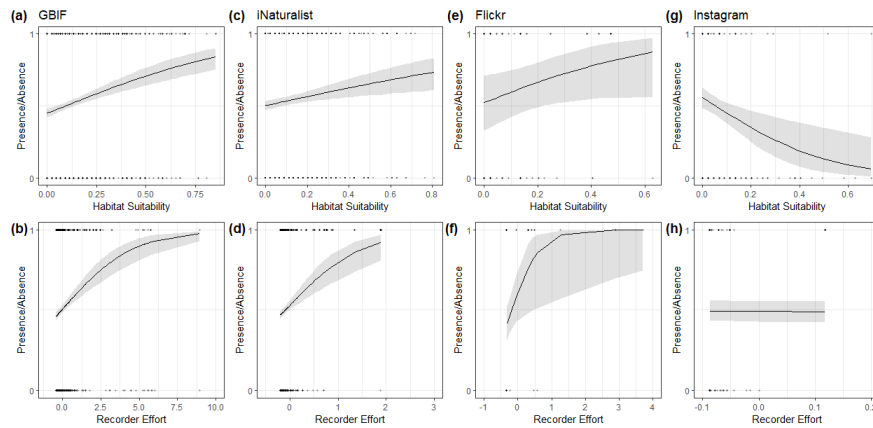 (a) GBIF
1
Presence/Absence
0
0.00 0.25 0.50 0.75
Habitat Suitability
(c) iNaturalist
1
Presence/Absence
0
0.0 0.2 0.4 0.6 0.8
Habitat Suitability
(e) Flickr
1
Presence/Absence
0
0.0 0.2 0.4 0.6
Habitat Suitability
(g) Instagram
1
Presence/Absence
0
0.0 0.2 0.4 0.6
Habitat Suitability
(b)
1
Presence/Absence
0
0.0 2.5 5.0 7.5 10.0
Recorder Effort
(d)
1
Presence/Absence
0
0 1 2 3
Recorder Effort
(f)
1
Presence/Absence
0
-1 0 1 2 3 4
Recorder Effort
(h)
1
Presence/Absence
0
-0.1 0.0 0.1 0.2
Recorder Effort